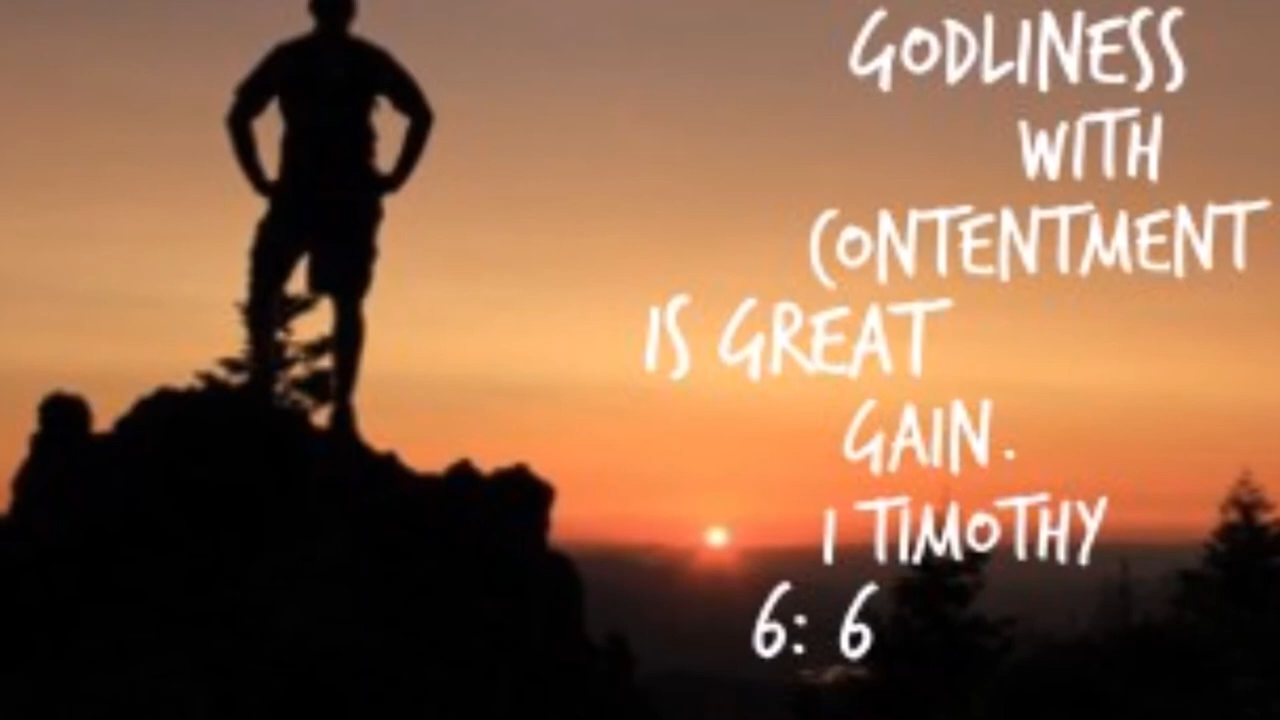 GODLINESS
WITH
CONTENTMENT
IS GREAT
GAIN.
1 TIMOTHY
6: 6